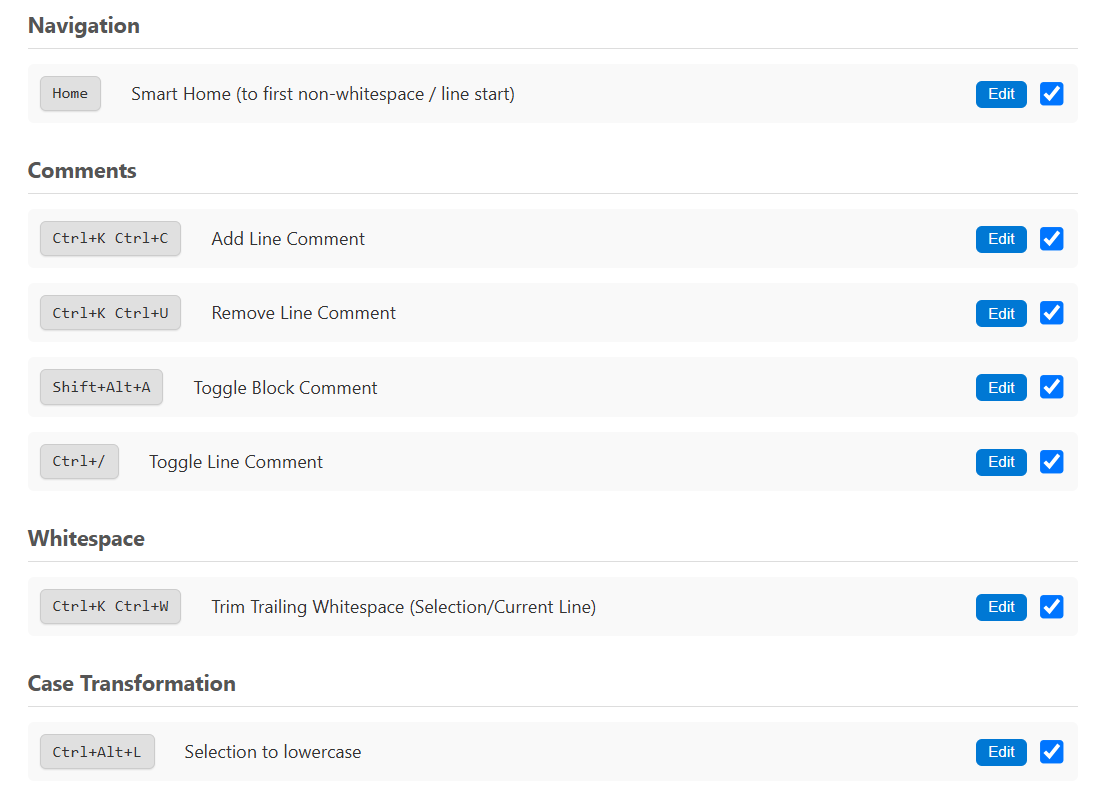 Navigation
Home Smart Home (to first non-whitespace / line start) Edit
Comments
Ctrl+K Ctrl+C Add Line Comment Edit
Ctrl+K Ctrl+U Remove Line Comment Edit
Shift+Alt+A Toggle Block Comment Edit
Ctrl+/ Toggle Line Comment Edit
Whitespace
Ctrl+K Ctrl+W Trim Trailing Whitespace (Selection/Current Line) Edit
Case Transformation
Ctrl+Alt+L Selection to lowercase Edit